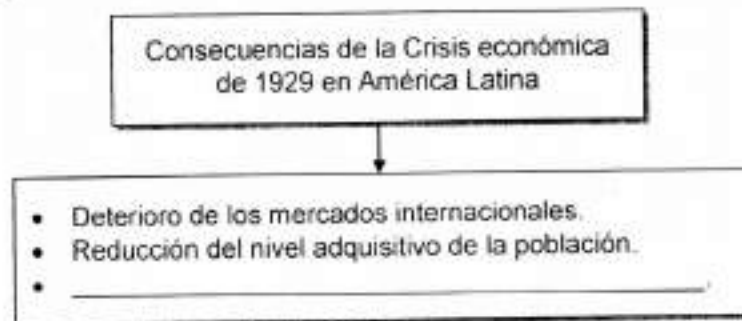 Consecuencias de la Crisis económica
de 1929 en América Latina
• Deterioro de los mercados internacionales.
• Reducción del nivel adquisitivo de la población.
• ____________________________.